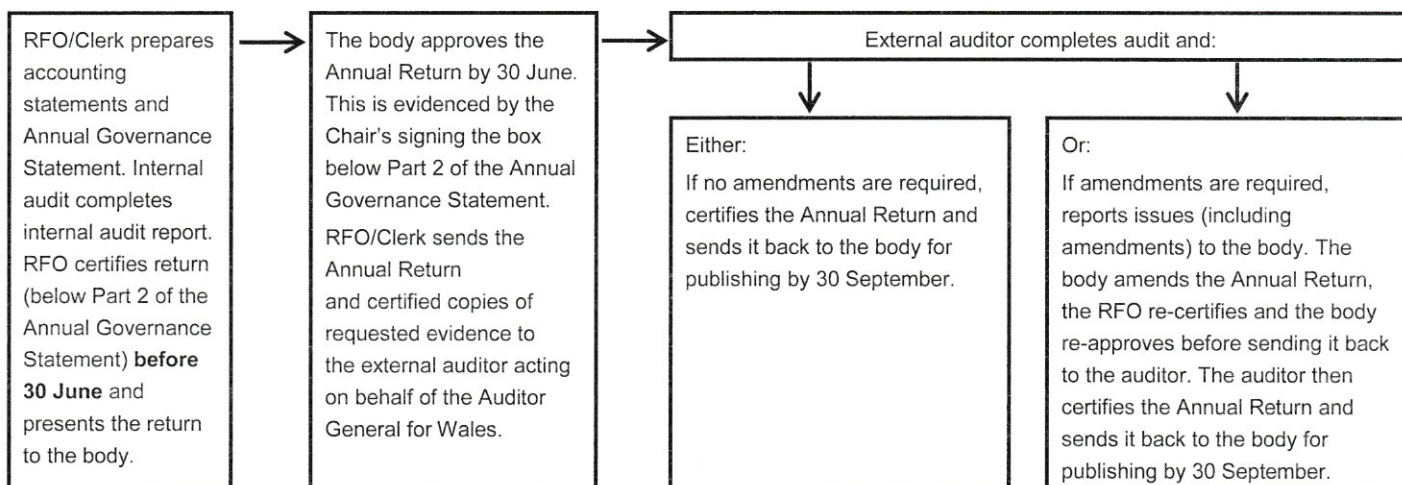 RFO/Clerk prepares
accounting
statements and
Annual Governance
Statement. Internal
audit completes
internal audit report.
RFO certifies return
(below Part 2 of the
Annual Governance
Statement) before
30 June and
presents the return
to the body.
The body approves the
Annual Return by 30 June.
This is evidenced by the
Chair's signing the box
below Part 2 of the Annual
Governance Statement.
RFO/Clerk sends the
Annual Return
and certified copies of
requested evidence to
the external auditor acting
on behalf of the Auditor
General for Wales.
External auditor completes audit and:
Either:
If no amendments are required,
certifies the Annual Return and
sends it back to the body for
publishing by 30 September.
Or:
If amendments are required,
reports issues (including
amendments) to the body. The
body amends the Annual Return,
the RFO re-certifies and the body
re-approves before sending it back
to the auditor. The auditor then
certifies the Annual Return and
sends it back to the body for
publishing by 30 September.